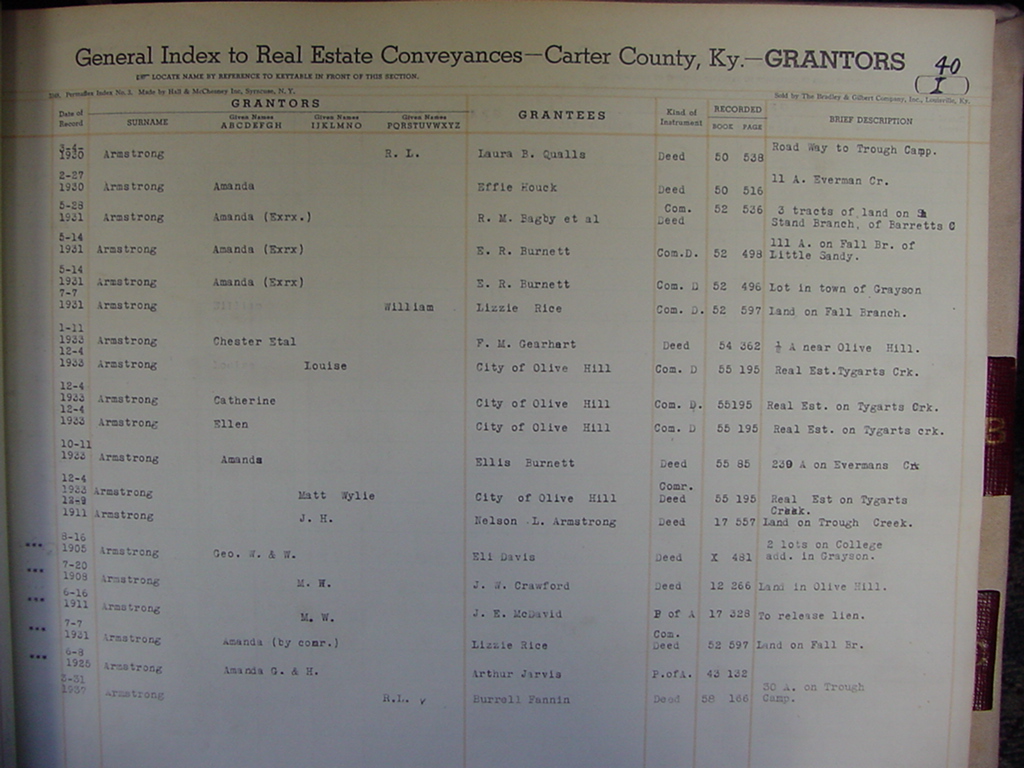 General Index to Real Estate Conveyances—Carter County, Ky.—GRANTORS 40
(I)
LOCATE NAME BY REFERENCE TO KEYTABLE IN FRONT OF THIS SECTION.
Permaflex Index No. 3. Made by Hall & McChesney Inc, Syracuse, N. Y. Sold by The Bradley & Gilbert Company, Inc., Louisville, Ky.
Date of Record GRANTORS SURNAME Given Names ABCDEFGH Given Names IJKLMNO Given Names PQRSTUVWXYZ GRANTEES Kind of Instrument RECORDED BOOK PAGE BRIEF DESCRIPTION
3-4-1930 Armstrong R. L. Laura B. Qualls Deed 50 538 Road Way to Trough Camp.
2-27 1930 Armstrong Amanda Effie Houck Deed 50 516 11 A. Everman Cr.
5-28 1931 Armstrong Amanda (Exrx.) R. M. Bagby et al Com. Deed 52 536 3 tracts of land on Stand Branch, of Barretts C
5-14 1931 Armstrong Amanda (Exrx) E. R. Burnett Com.D. 52 498 111 A. on Fall Br. of Little Sandy.
5-14 1931 Armstrong Amanda (Exrx) E. R. Burnett Com. D 52 496 Lot in town of Grayson
7-7 1931 Armstrong William Lizzie Rice Com. D. 52 597 Land on Fall Branch.
1-11 1933 Armstrong Chester Etal F. M. Gearhart Deed 54 362 ½ A near Olive Hill.
12-4 1933 Armstrong Louise City of Olive Hill Com. D 55 195 Real Est.Tygarts Crk.
12-4 1933 Armstrong Catherine City of Olive Hill Com. D. 55195 Real Est. on Tygarts Crk.
12-4 1933 Armstrong Ellen City of Olive Hill Com. D 55 195 Real Est. on Tygarts crk.
10-11 1933 Armstrong Amanda Ellis Burnett Deed 55 85 239 A on Evermans Crk
12-4 1933 Armstrong Matt Wylie City of Olive Hill Comr. Deed 55 195 Real Est on Tygarts Creek.
1911 Armstrong J. H. Nelson L. Armstrong Deed 17 557 Land on Trough Creek.
8-16 1905 Armstrong Geo. W. & W. Eli Davis Deed X 481 2 lots on College add. in Grayson.
7-20 1908 Armstrong M. H. J. W. Crawford Deed 12 266 Land in Olive Hill.
6-16 1911 Armstrong M. W. J. E. McDavid P of A 17 328 To release lien.
7-7 1931 Armstrong Amanda (by comr.) Lizzie Rice Com. Deed 52 597 Land on Fall Br.
6-8 1925 Armstrong Amanda G. & H. Arthur Jarvis P.ofA. 43 132
3-31 1937 Armstrong R.L. y Burrell Fannin Deed 58 166 30 A. on Trough Camp.